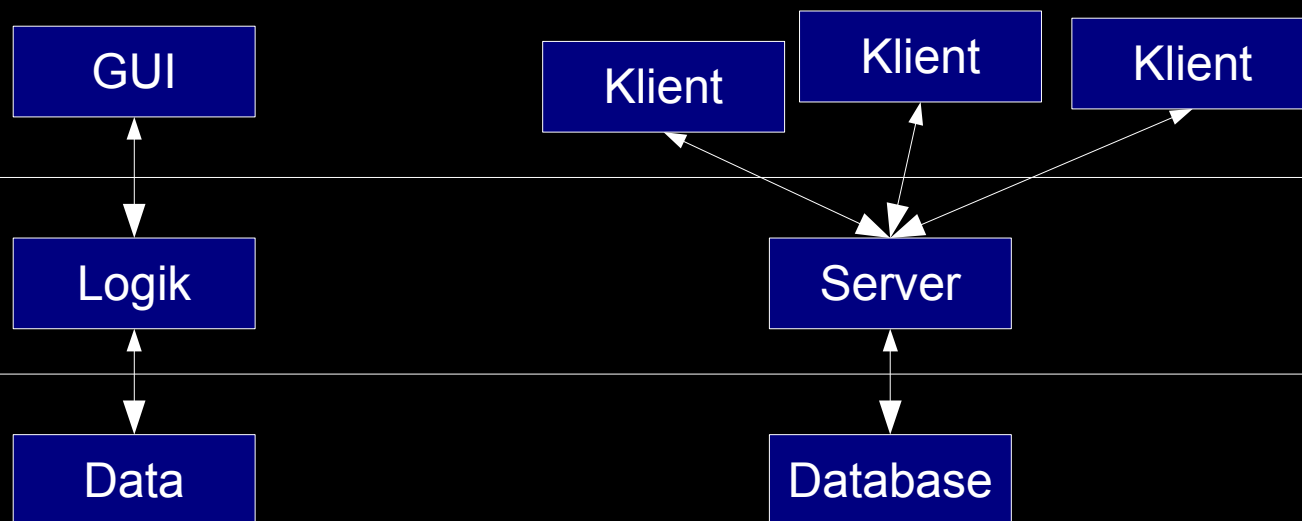 GUI
Klient
Klient
Klient
Logik
Server
Data
Database